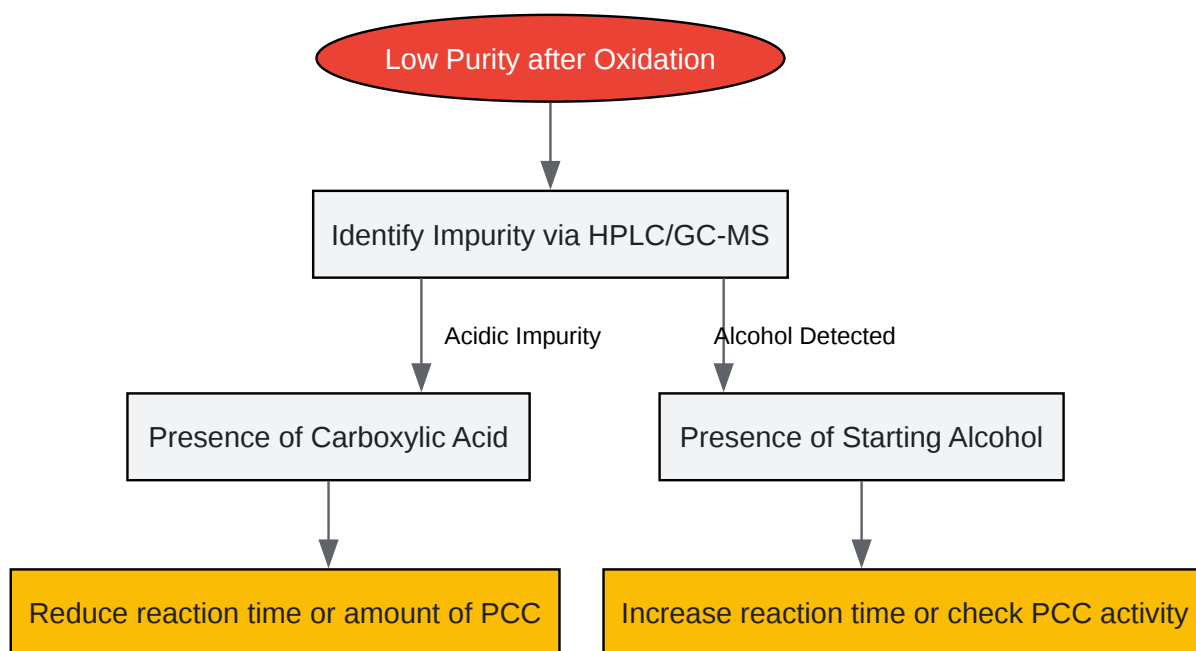 Low Purity after Oxidation
Identify Impurity via HPLC/GC-MS
Acidic Impurity
Alcohol Detected
Presence of Carboxylic Acid
Presence of Starting Alcohol
Reduce reaction time or amount of PCC
Increase reaction time or check PCC activity